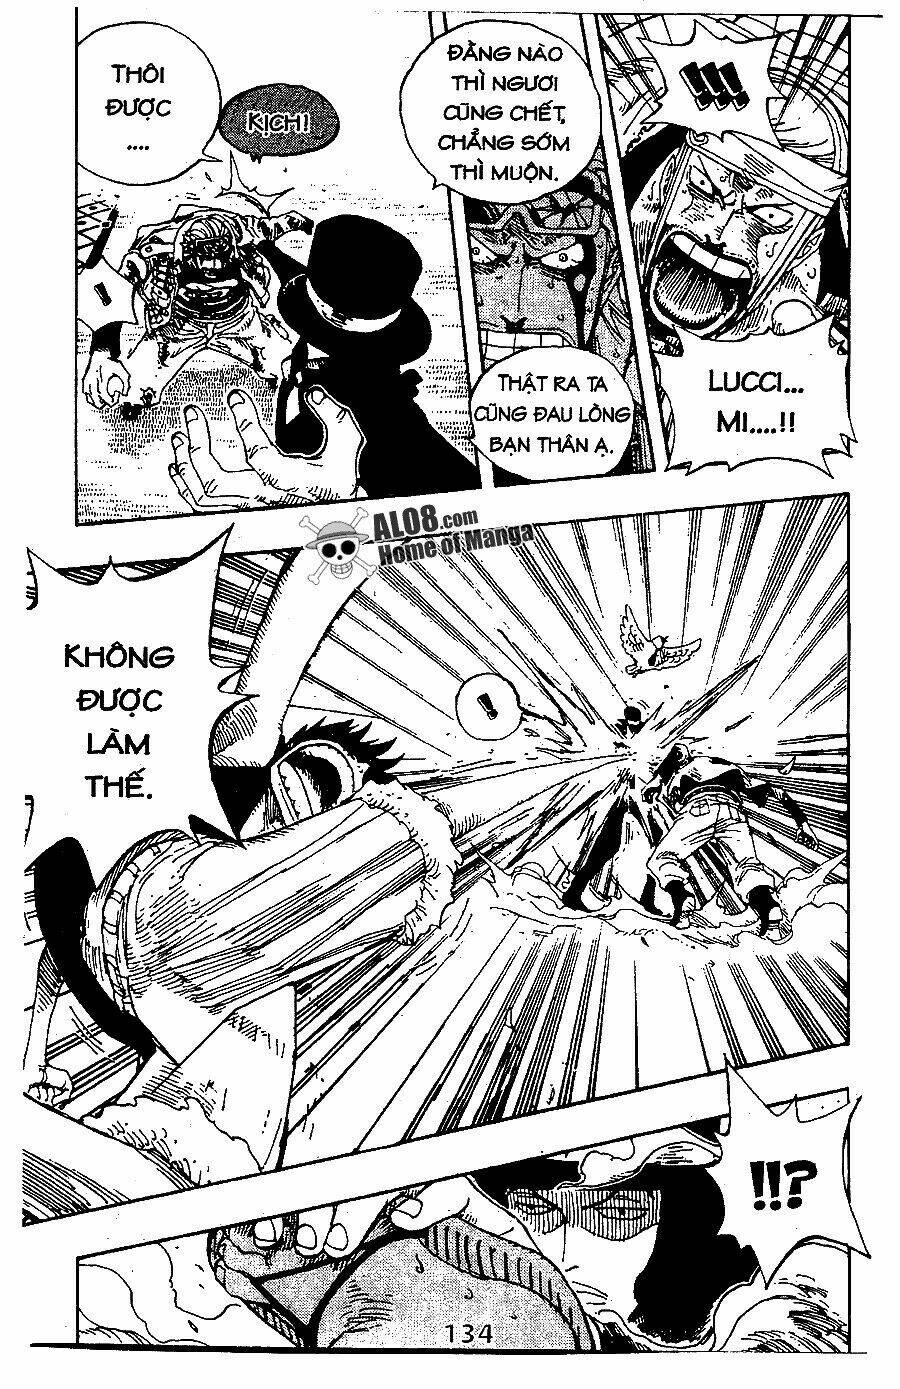 !!!!
LUCCI...
MI....!!
ĐẰNG NÀO
THÌ NGƯƠI
CŨNG CHẾT,
CHẲNG SỚM
THÌ MUỘN.
THẬT RA TA
CŨNG ĐAU LÒNG
BẠN THÂN Ạ.
THÔI
ĐƯỢC
....
KỊCH!
!
AL08.com
Home of Manga
!!
KHÔNG
ĐƯỢC
LÀM
THẾ.
!!?
134